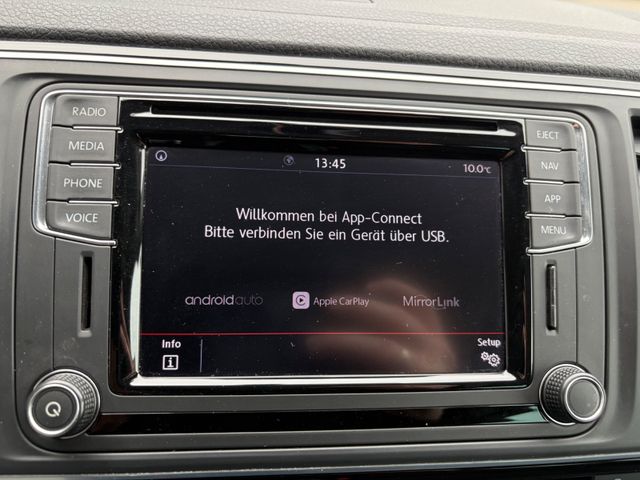 RADIO
MEDIA
PHONE
VOICE
EJECT
NAV
APP
MENU
13:45
10.0°C
Willkommen bei App-Connect
Bitte verbinden Sie ein Gerät über USB.
androidauto
Apple CarPlay
MirrorLink
Info
Setup